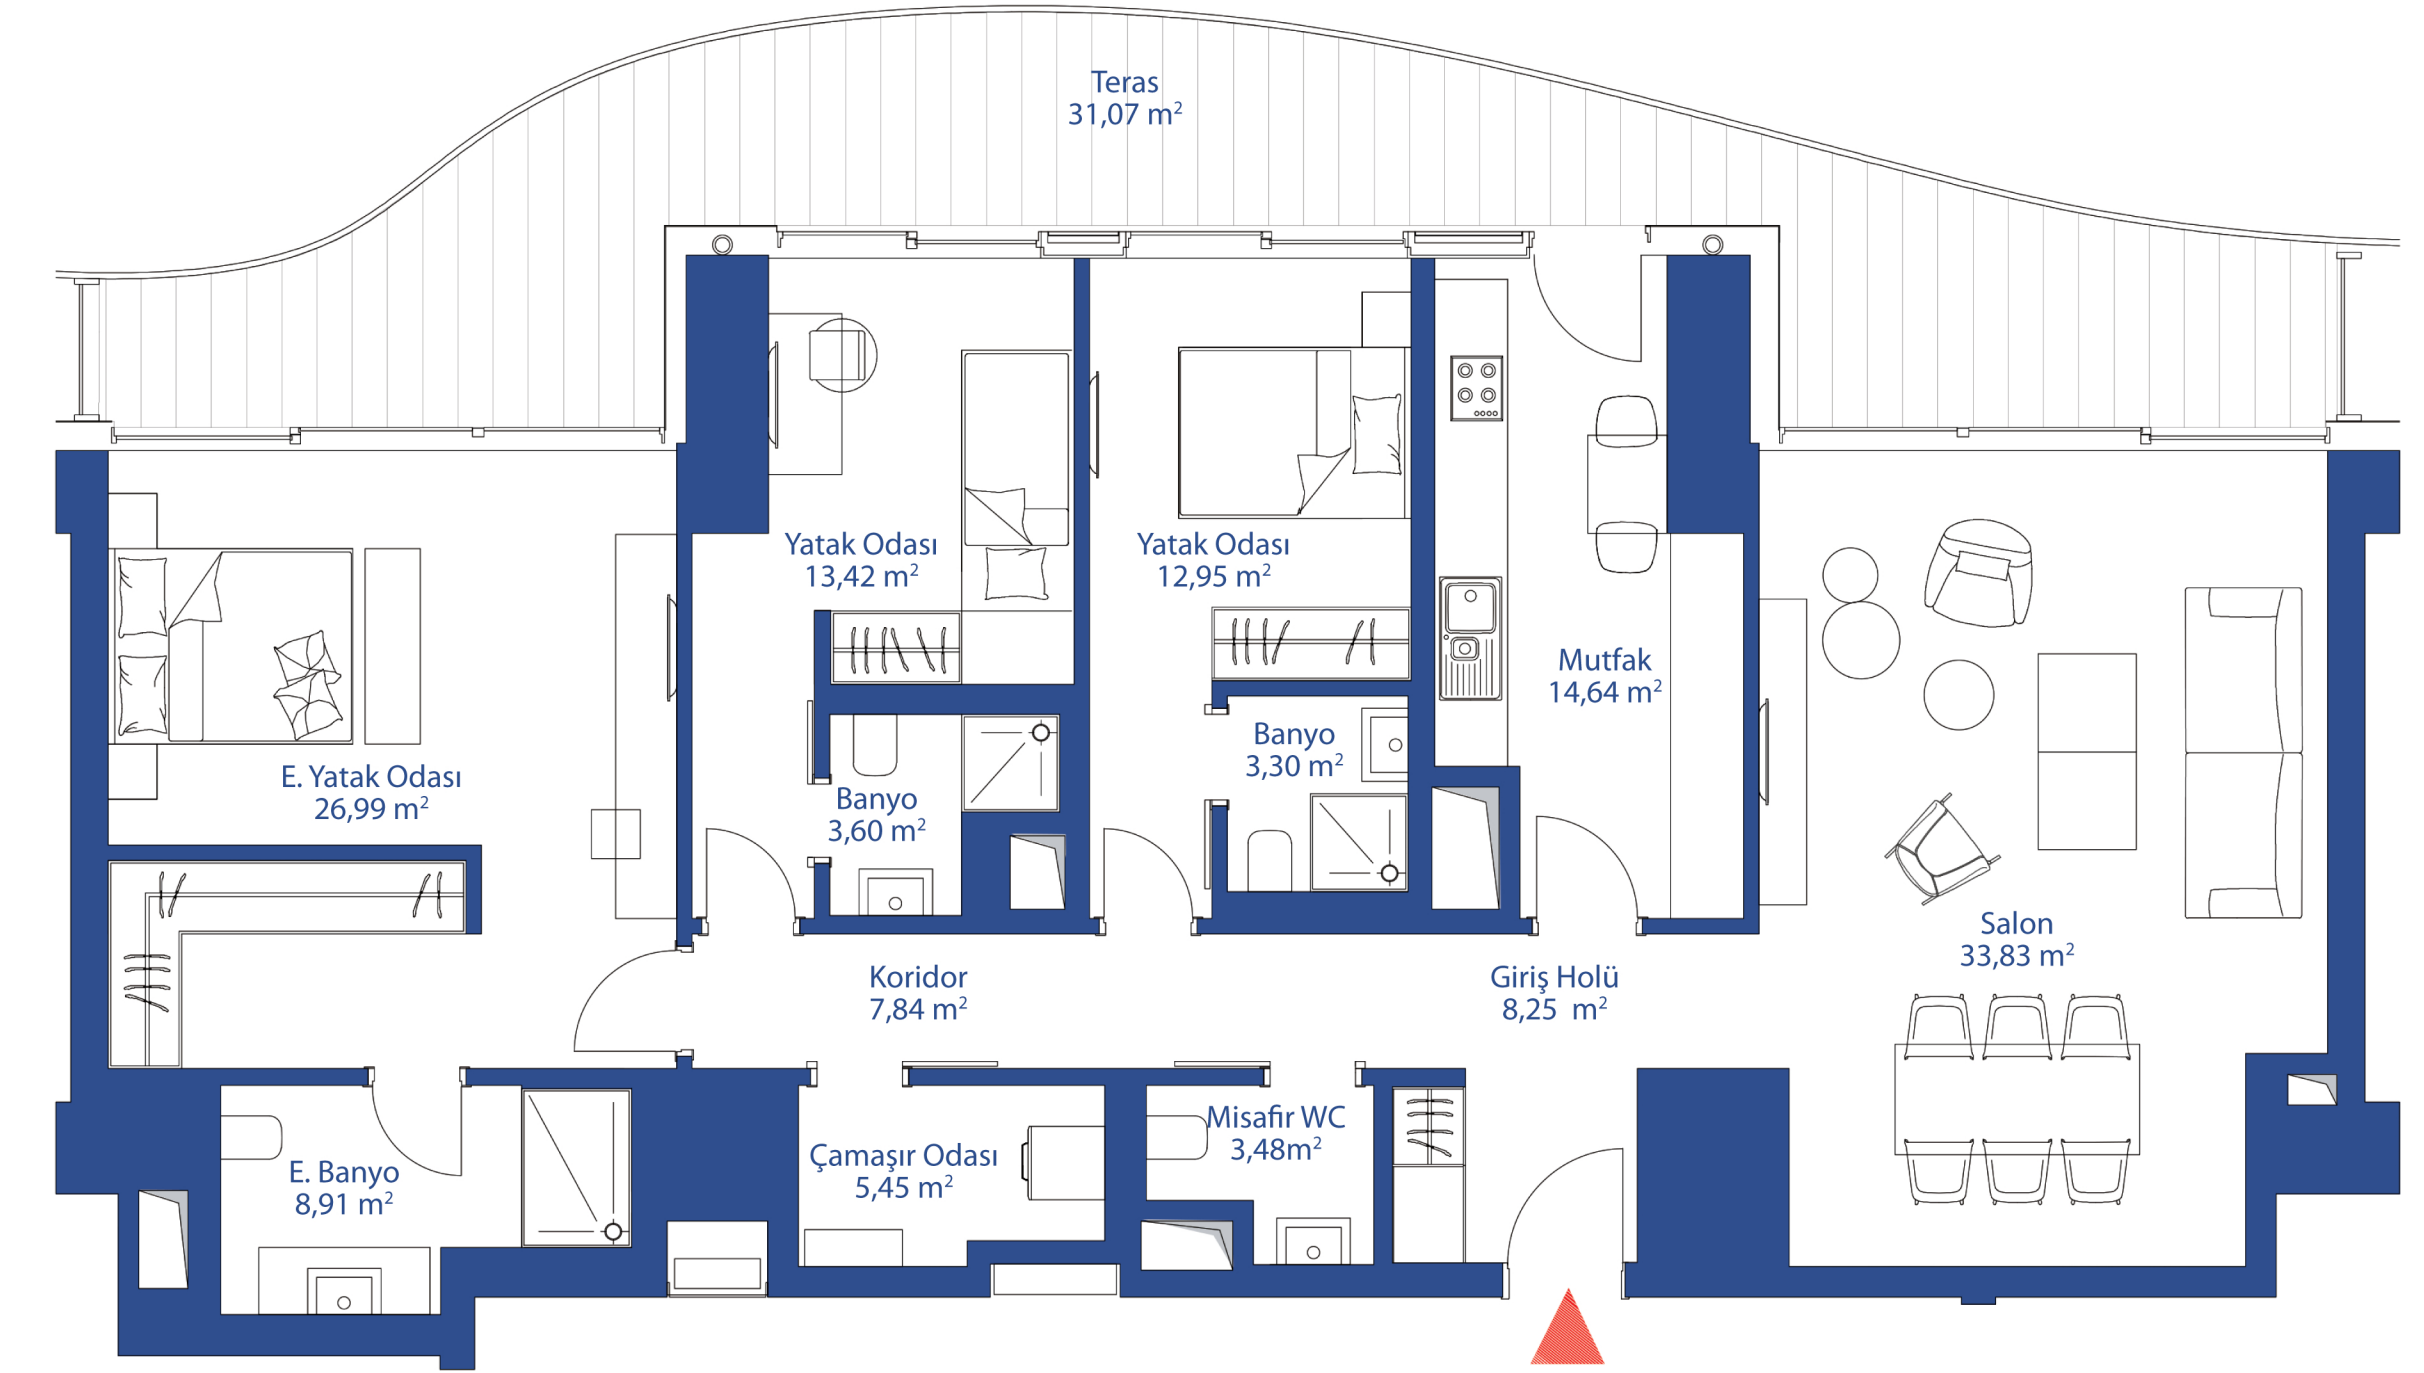 Teras
31,07 m²
Yatak Odası
13,42 m²
Yatak Odası
12,95 m²
Mutfak
14,64 m²
E. Yatak Odası
26,99 m²
Banyo
3,60 m²
Banyo
3,30 m²
Salon
33,83 m²
Koridor
7,84 m²
Giriş Holü
8,25 m²
E. Banyo
8,91 m²
Çamaşır Odası
5,45 m²
Misafir WC
3,48m²